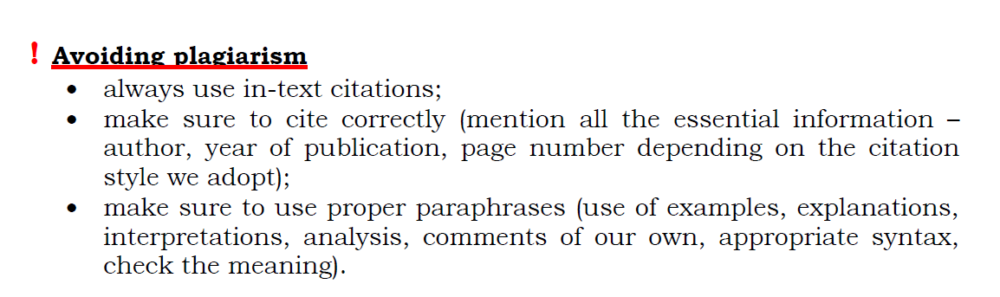 ! Avoiding plagiarism
• always use in-text citations;
• make sure to cite correctly (mention all the essential information –
author, year of publication, page number depending on the citation
style we adopt);
• make sure to use proper paraphrases (use of examples, explanations,
interpretations, analysis, comments of our own, appropriate syntax,
check the meaning).